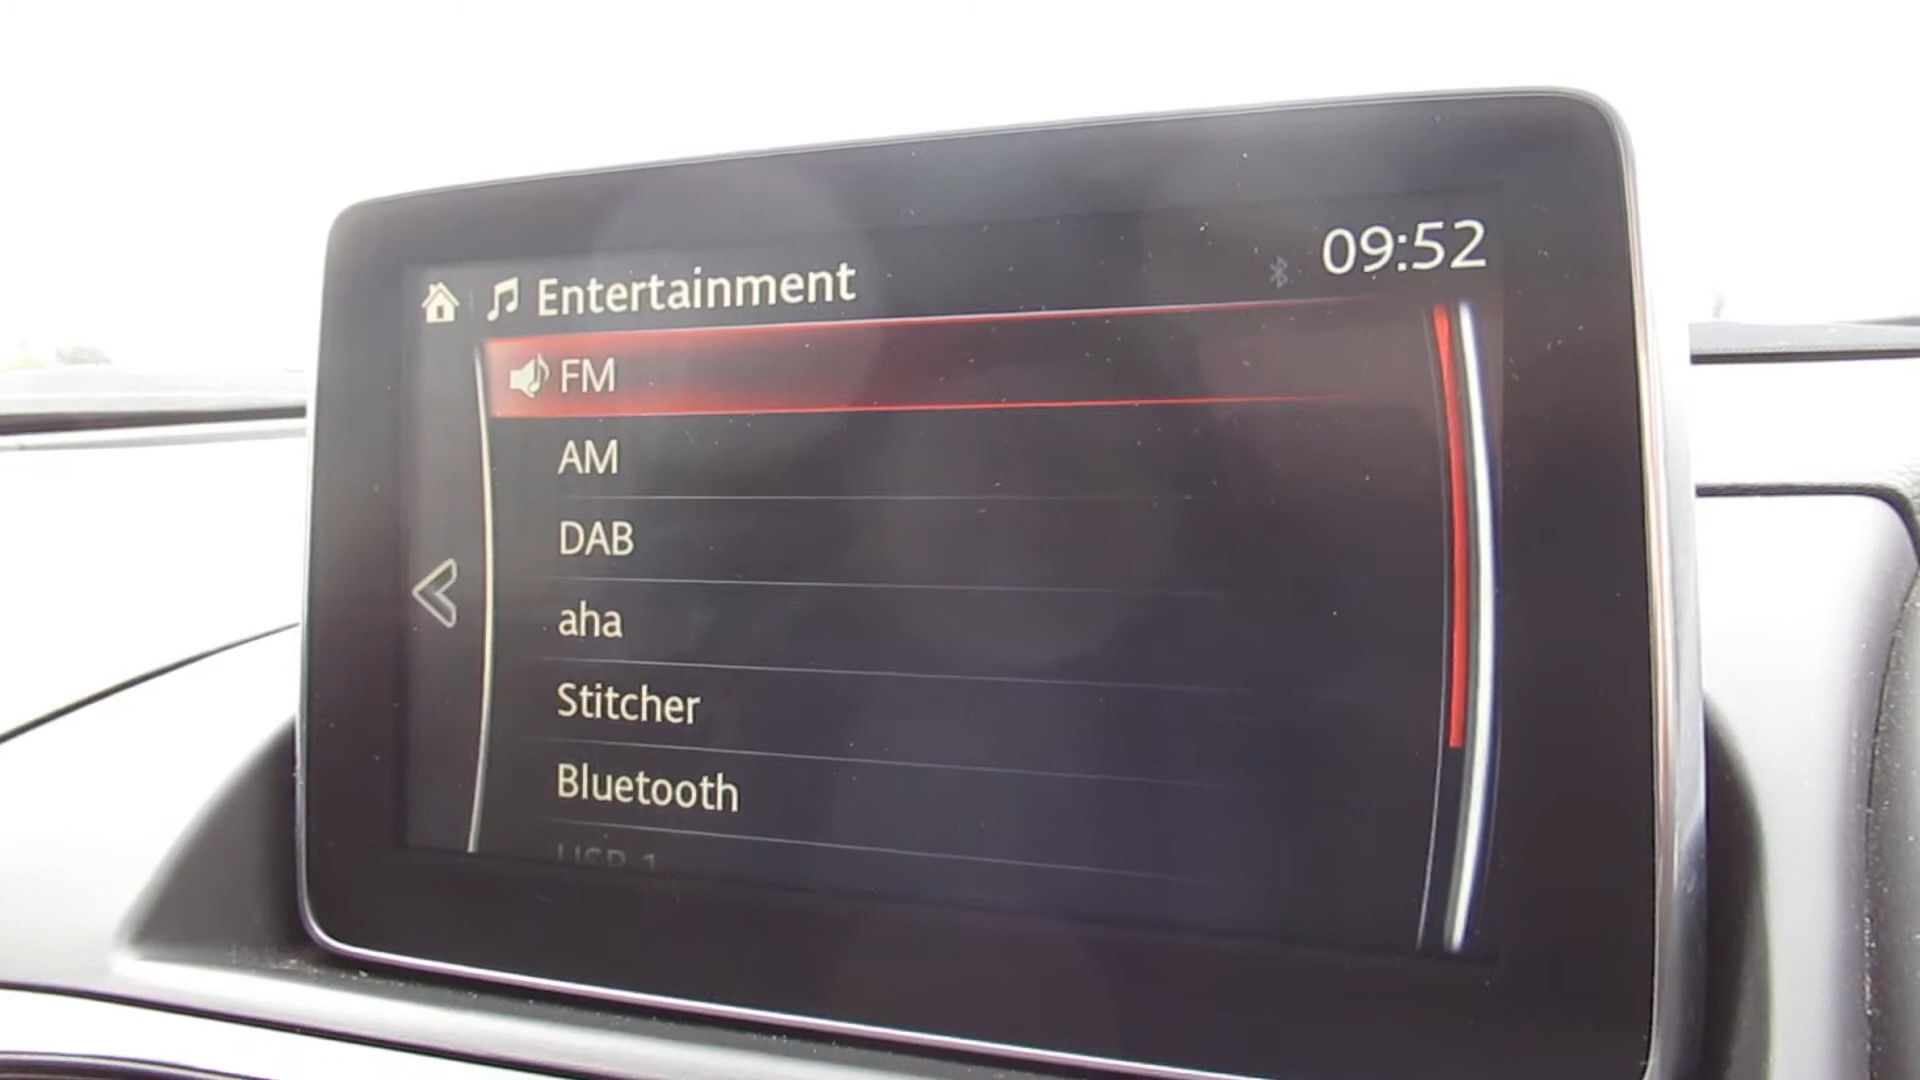 Entertainment
09:52
FM
AM
DAB
aha
Stitcher
Bluetooth
USB 1